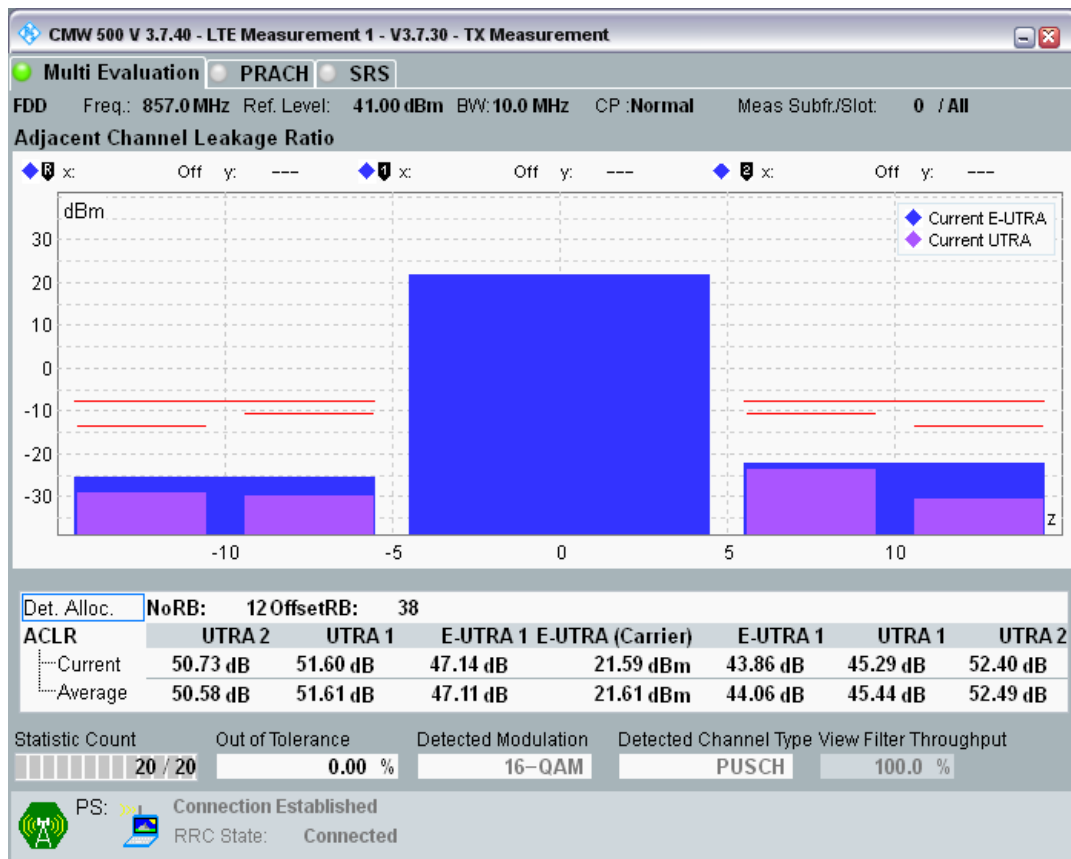 CMW 500 V 3.7.40 - LTE Measurement 1 - V3.7.30 - TX Measurement
Multi Evaluation PRACH SRS
FDD Freq.: 857.0 MHz Ref. Level: 41.00 dBm BW: 10.0 MHz CP :Normal Meas Subfr./Slot: 0 / All
Adjacent Channel Leakage Ratio
R x: Off y: --- 1 x: Off y: --- 2 x: Off y: ---
dBm
Current E-UTRA
Current UTRA
30
20
10
0
-10
-20
-30
z
-10 -5 0 5 10
Det. Alloc. NoRB: 12 OffsetRB: 38
ACLR UTRA 2 UTRA 1 E-UTRA 1 E-UTRA (Carrier) E-UTRA 1 UTRA 1 UTRA 2
Current 50.73 dB 51.60 dB 47.14 dB 21.59 dBm 43.86 dB 45.29 dB 52.40 dB
Average 50.58 dB 51.61 dB 47.11 dB 21.61 dBm 44.06 dB 45.44 dB 52.49 dB
Statistic Count Out of Tolerance Detected Modulation Detected Channel Type View Filter Throughput
20 / 20 0.00 % 16-QAM PUSCH 100.0 %
PS: Connection Established
RRC State: Connected